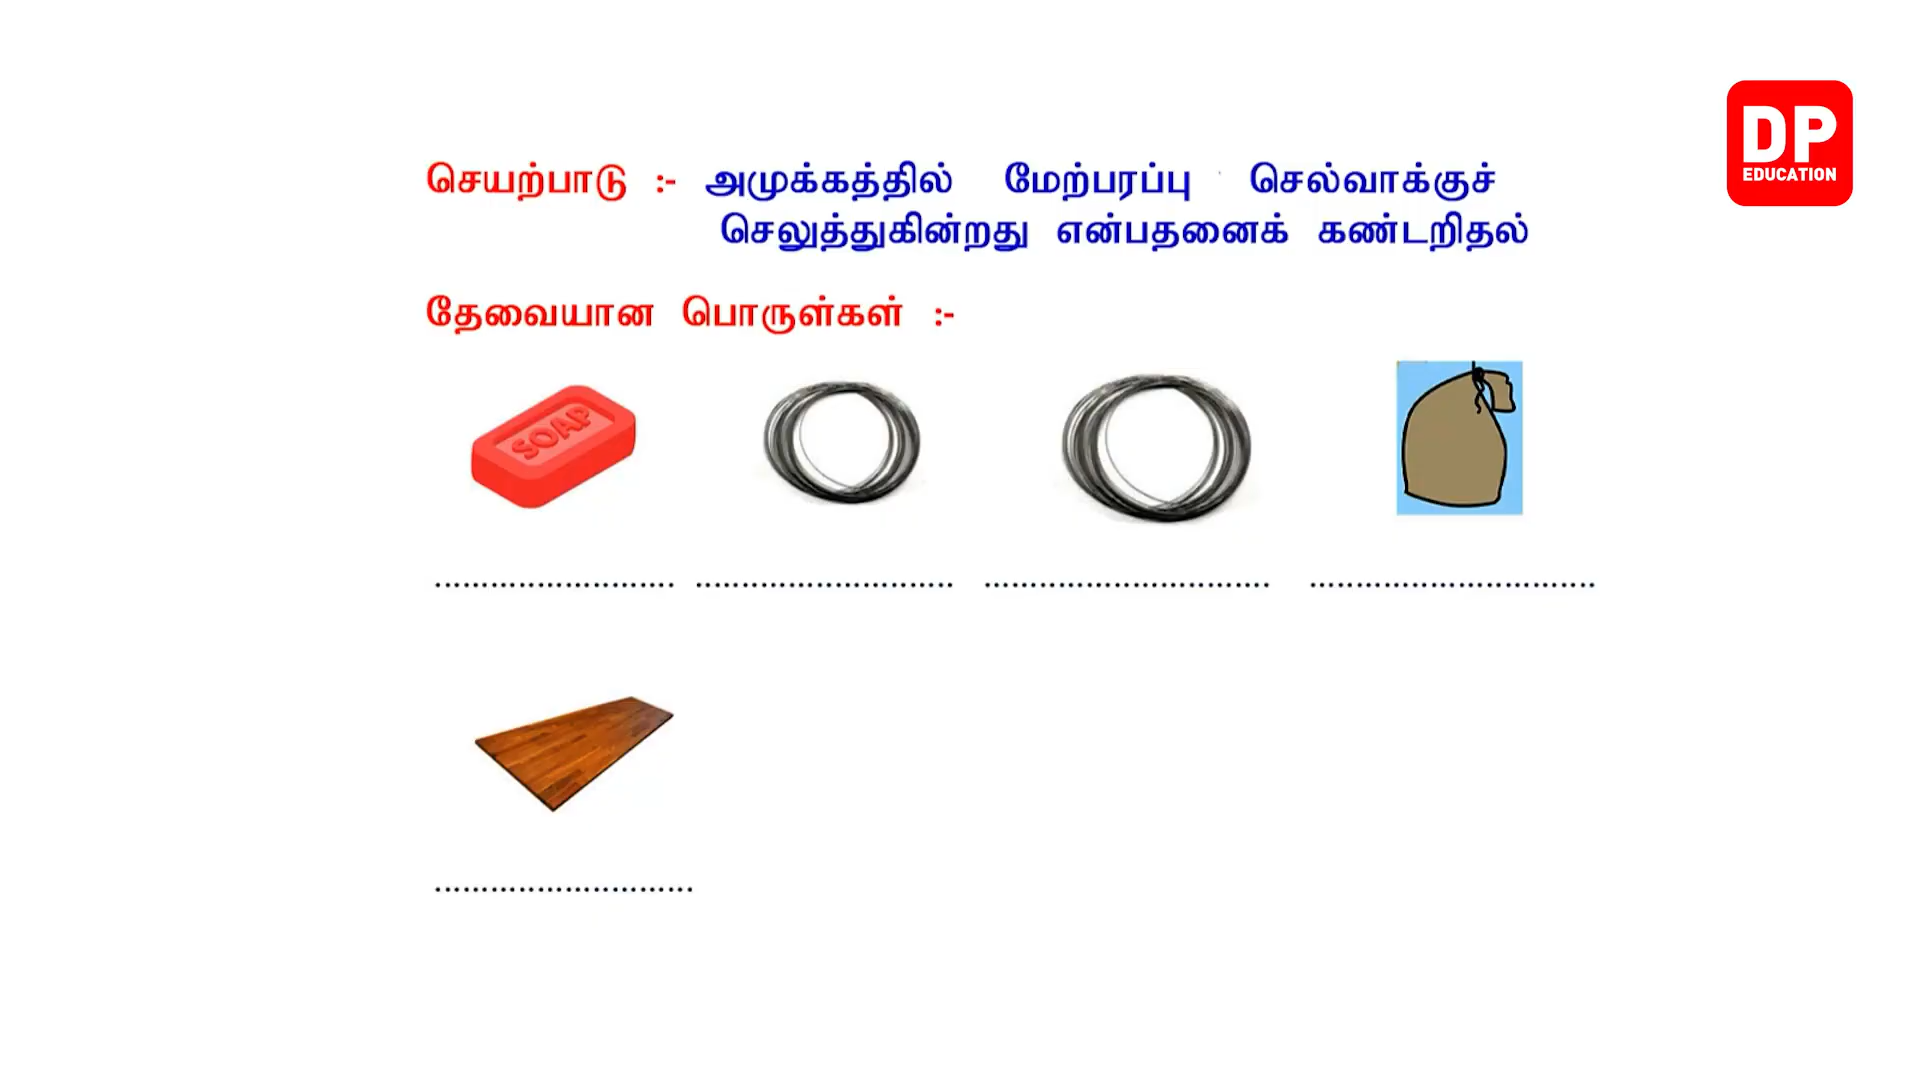 DP
EDUCATION
செயற்பாடு :- அமுக்கத்தில் மேற்பரப்பு செல்வாக்குச்
செலுத்துகின்றது என்பதனைக் கண்டறிதல்
தேவையான பொருள்கள் :-
SOAP
.......................... ............................ ............................... ...............................
............................